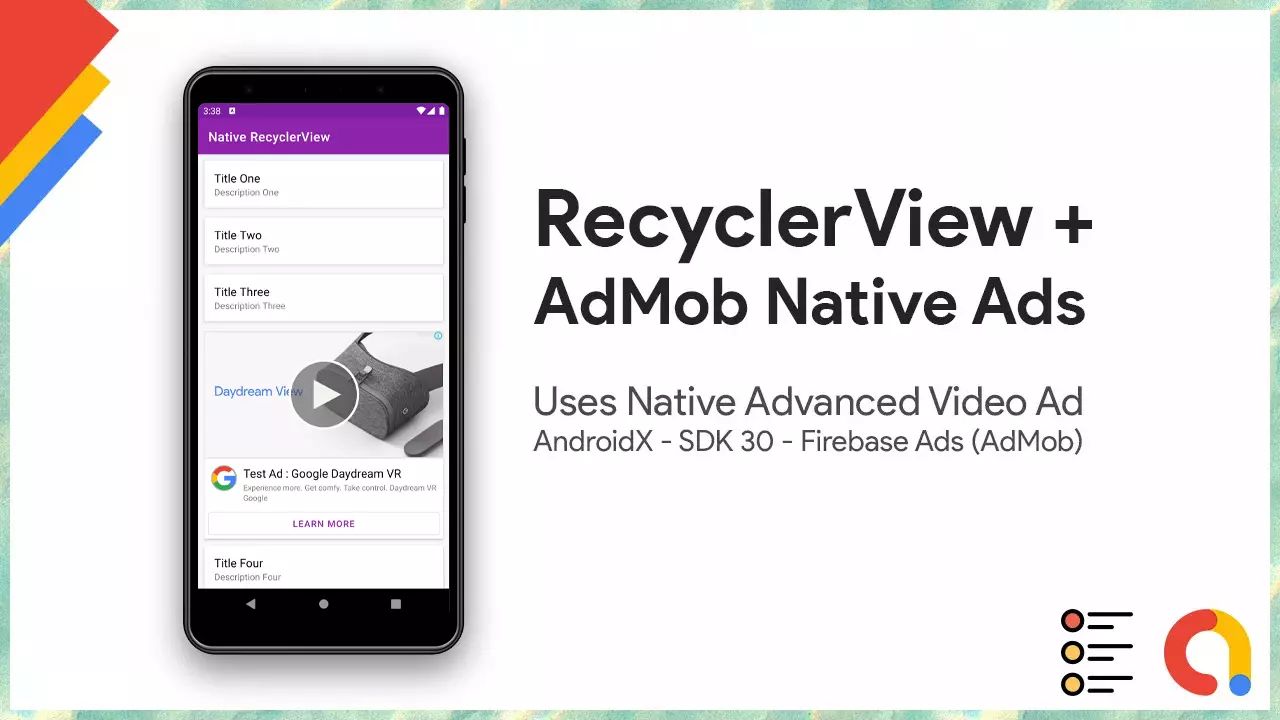 3:38
Native RecyclerView
Title One
Description One
Title Two
Description Two
Title Three
Description Three
Daydream View
Test Ad : Google Daydream VR
Experience more. Get comfy. Take control. Daydream VR
Google
LEARN MORE
Title Four
Description Four
RecyclerView +
AdMob Native Ads
Uses Native Advanced Video Ad
AndroidX - SDK 30 - Firebase Ads (AdMob)